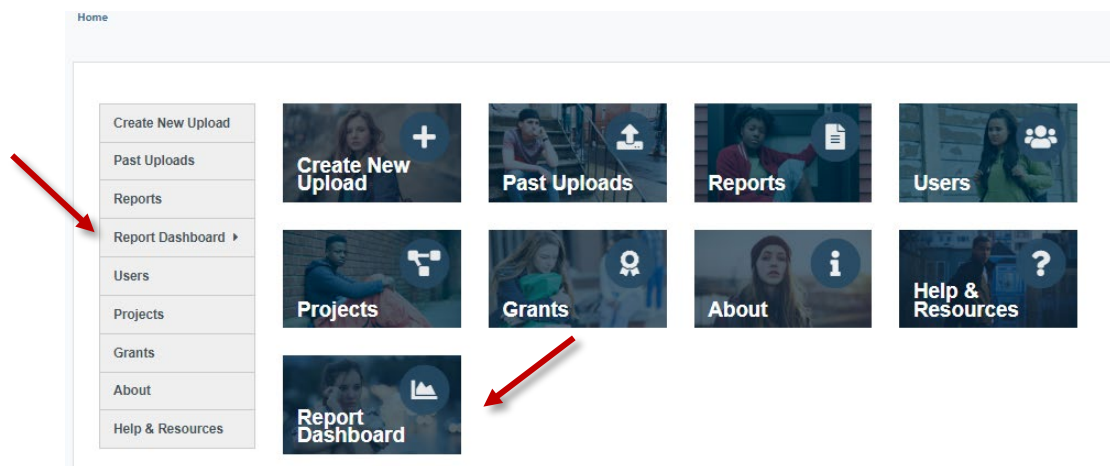 Home
Create New Upload
Past Uploads
Reports
Report Dashboard
Users
Projects
Grants
About
Help & Resources
Create New
Upload
Past Uploads
Reports
Users
Projects
Grants
About
Help &
Resources
Report
Dashboard